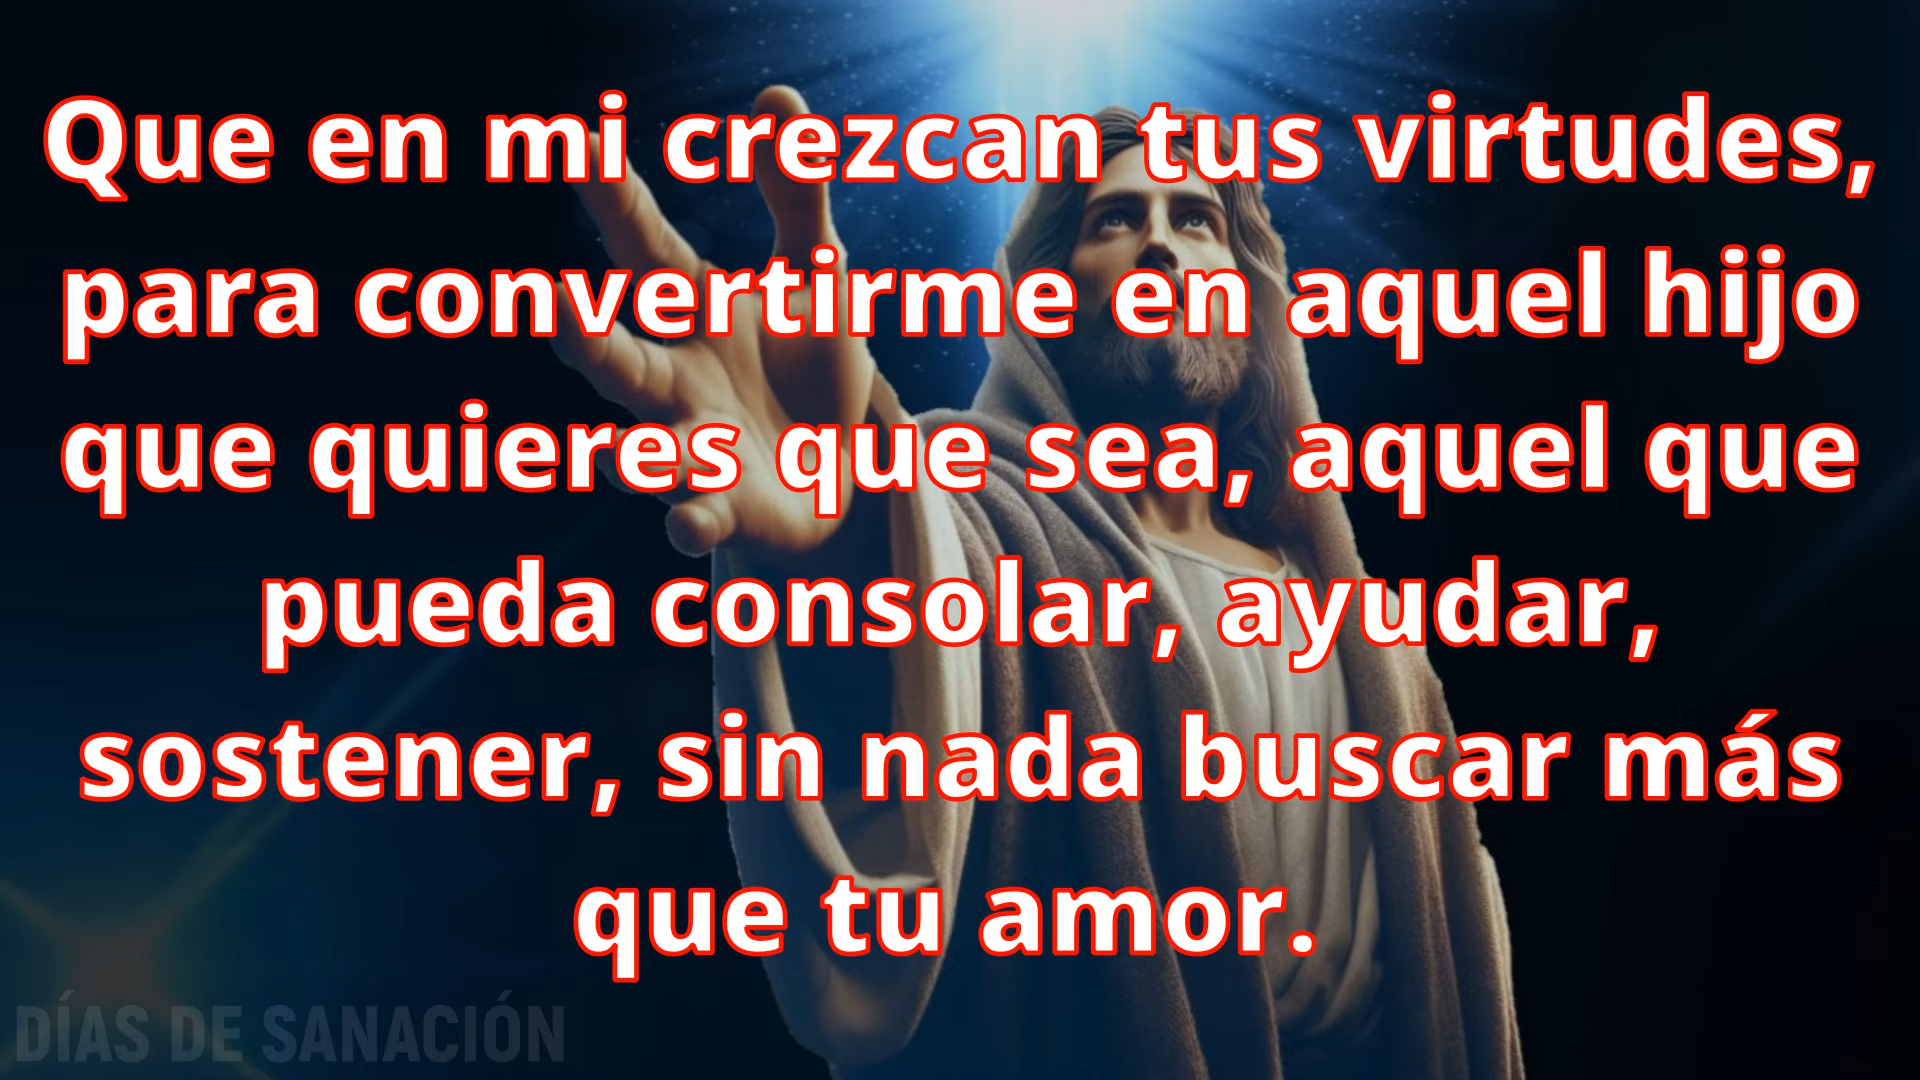 Que en mi crezcan tus virtudes,
para convertirme en aquel hijo
que quieres que sea, aquel que
pueda consolar, ayudar,
sostener, sin nada buscar más
que tu amor.
DÍAS DE SANACIÓN